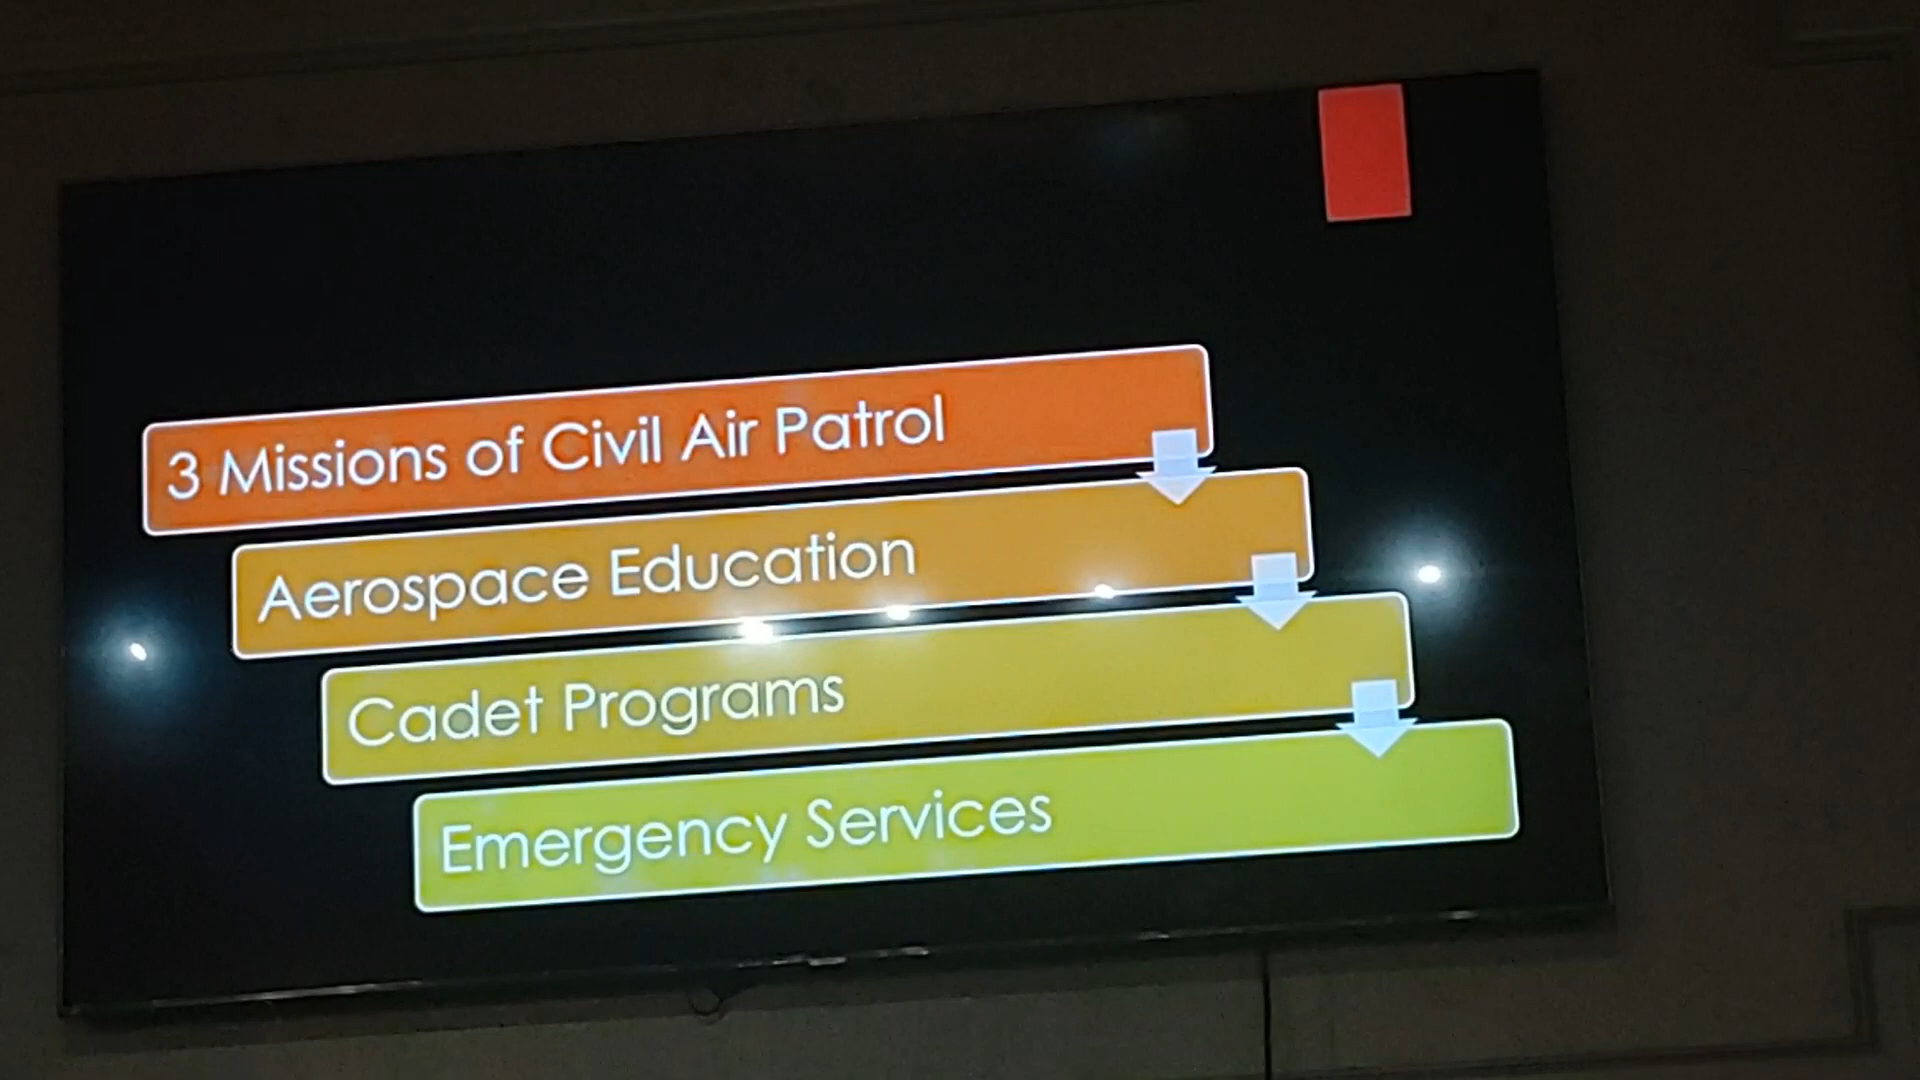 3 Missions of Civil Air Patrol
Aerospace Education
Cadet Programs
Emergency Services